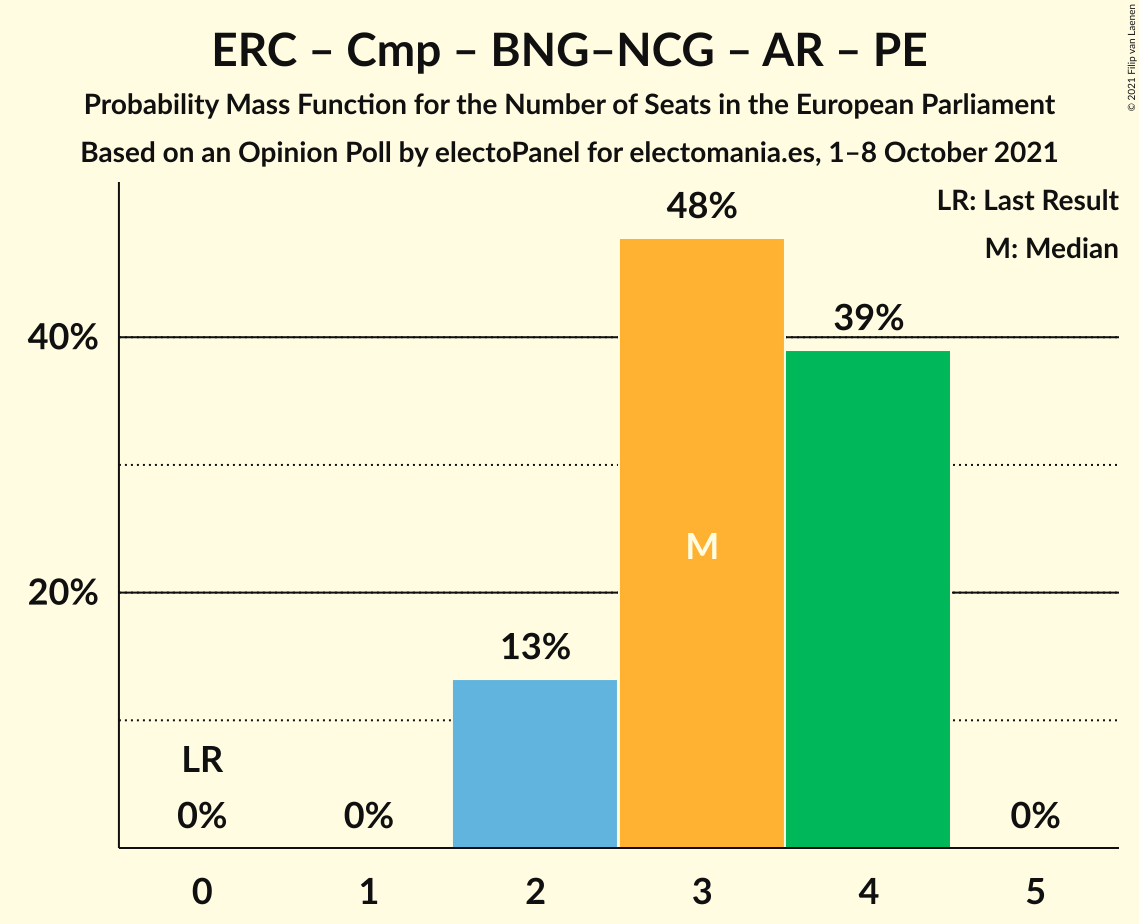 ERC – Cmp – BNG–NCG – AR – PE
Probability Mass Function for the Number of Seats in the European Parliament
Based on an Opinion Poll by electoPanel for electomania.es, 1–8 October 2021
© 2021 Filip van Laenen
LR: Last Result
M: Median
48%
39%
40%
M
20%
13%
LR
0%
0%
0%
0
1
2
3
4
5